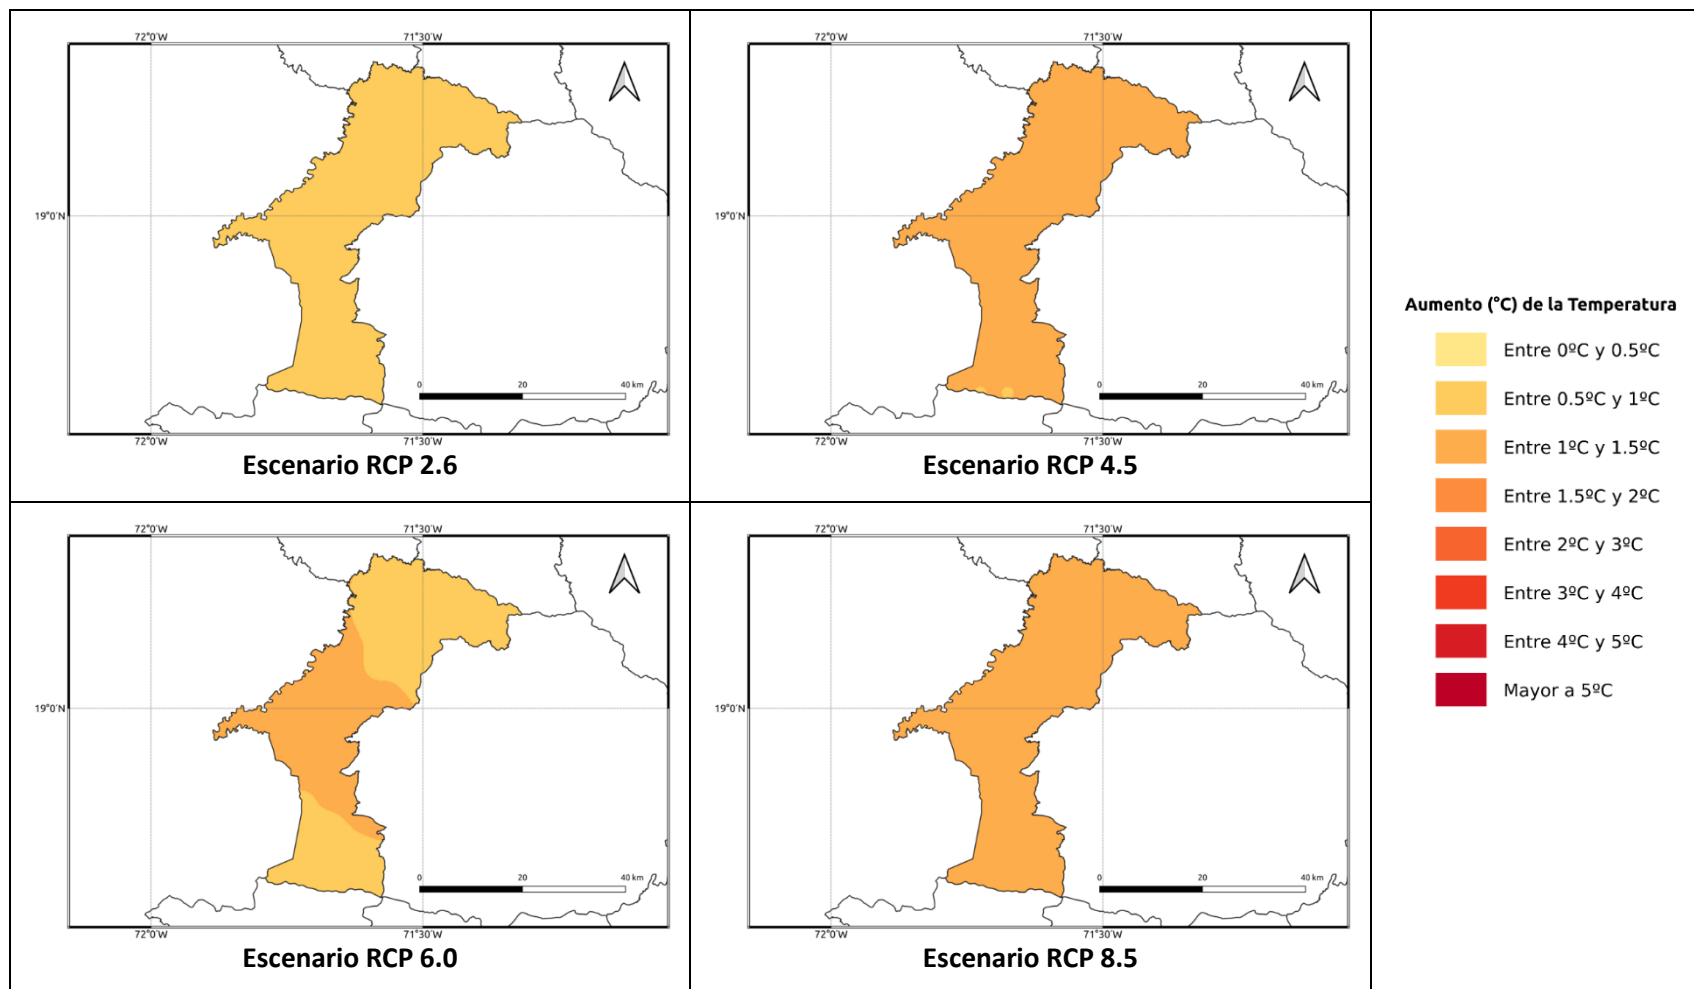 72°0'W 71°30'W
19°0'N
0 20 40 km
72°0'W 71°30'W
Escenario RCP 2.6
72°0'W 71°30'W
19°0'N
0 20 40 km
72°0'W 71°30'W
Escenario RCP 4.5
72°0'W 71°30'W
19°0'N
0 20 40 km
72°0'W 71°30'W
Escenario RCP 6.0
72°0'W 71°30'W
19°0'N
0 20 40 km
72°0'W 71°30'W
Escenario RCP 8.5
Aumento (°C) de la Temperatura
Entre 0ºC y 0.5ºC
Entre 0.5ºC y 1ºC
Entre 1ºC y 1.5ºC
Entre 1.5ºC y 2ºC
Entre 2ºC y 3ºC
Entre 3ºC y 4ºC
Entre 4ºC y 5ºC
Mayor a 5ºC